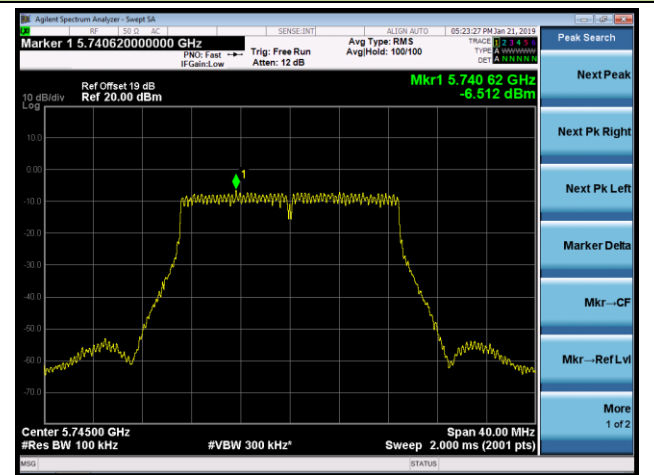 Agilent Spectrum Analyzer - Swept SA
RF 50 Ω AC SENSE:INT ALIGN AUTO 05:23:27 PM Jan 21, 2019
Marker 1 5.740620000000 GHz
PNO: Fast
IFGain:Low
Trig: Free Run
Atten: 12 dB
Avg Type: RMS
Avg|Hold: 100/100
TRACE 1 2 3 4 5 6
TYPE A WWWWW
DET A N N N N N
Peak Search
Mkr1 5.740 62 GHz
-6.512 dBm
Ref Offset 19 dB
10 dB/div Ref 20.00 dBm
Log
10.0
0.00
-10.0
-20.0
-30.0
-40.0
-50.0
-60.0
-70.0
1
Center 5.74500 GHz Span 40.00 MHz
#Res BW 100 kHz #VBW 300 kHz* Sweep 2.000 ms (2001 pts)
MSG STATUS
Next Peak
Next Pk Right
Next Pk Left
Marker Delta
Mkr→CF
Mkr→Ref Lvl
More
1 of 2